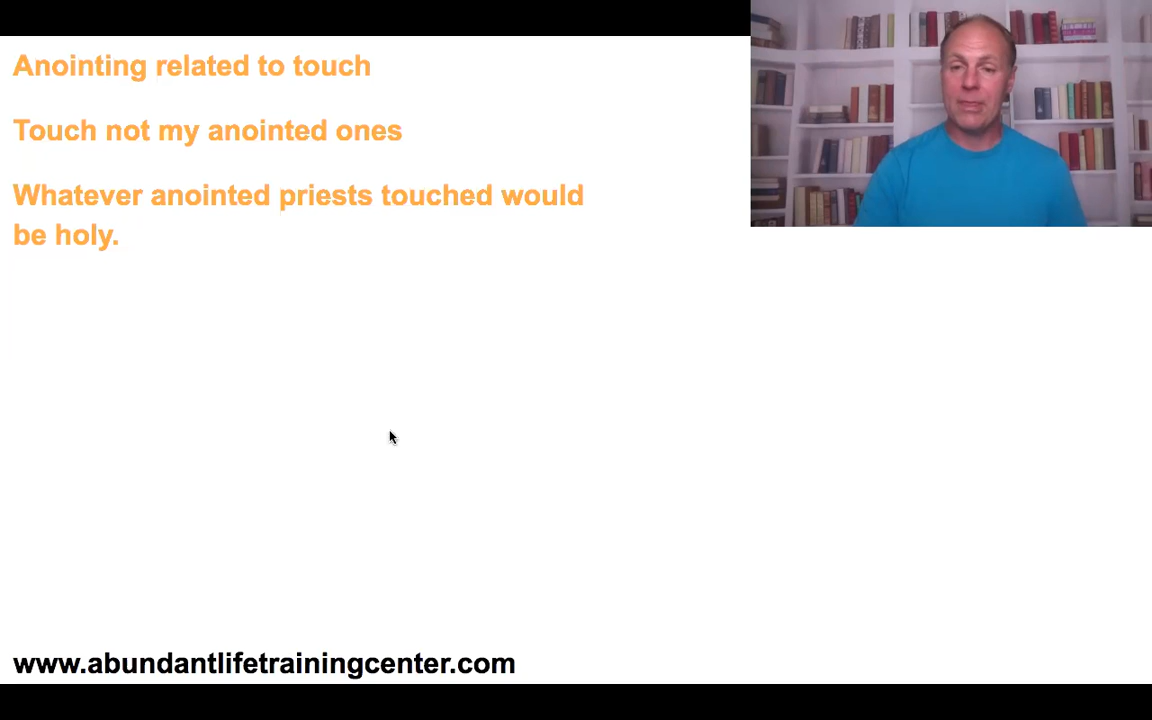 Anointing related to touch
Touch not my anointed ones
Whatever anointed priests touched would
be holy.
www.abundantlifetrainingcenter.com